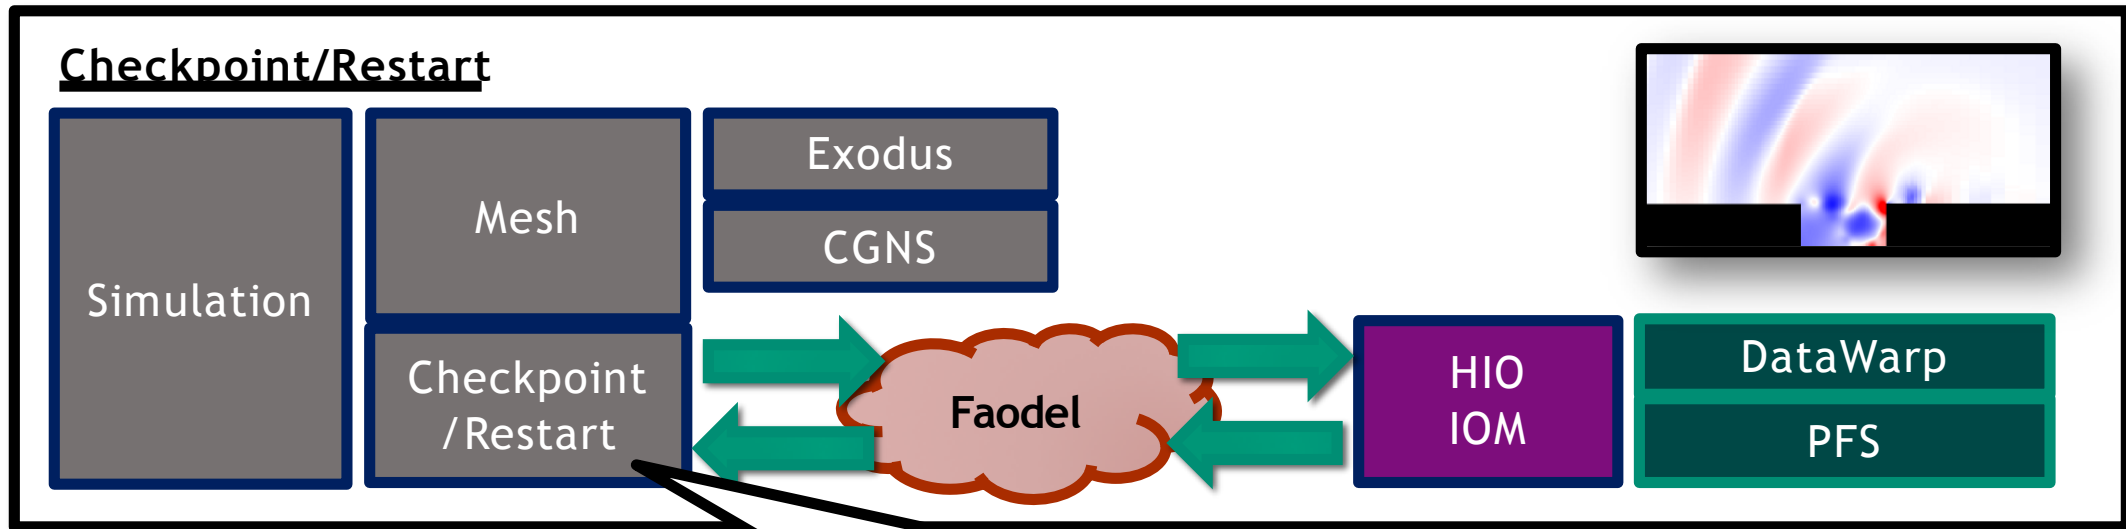 Checkpoint/Restart
Simulation
Mesh
Exodus
CGNS
Checkpoint
/Restart
Faodel
HIO
IOM
DataWarp
PFS